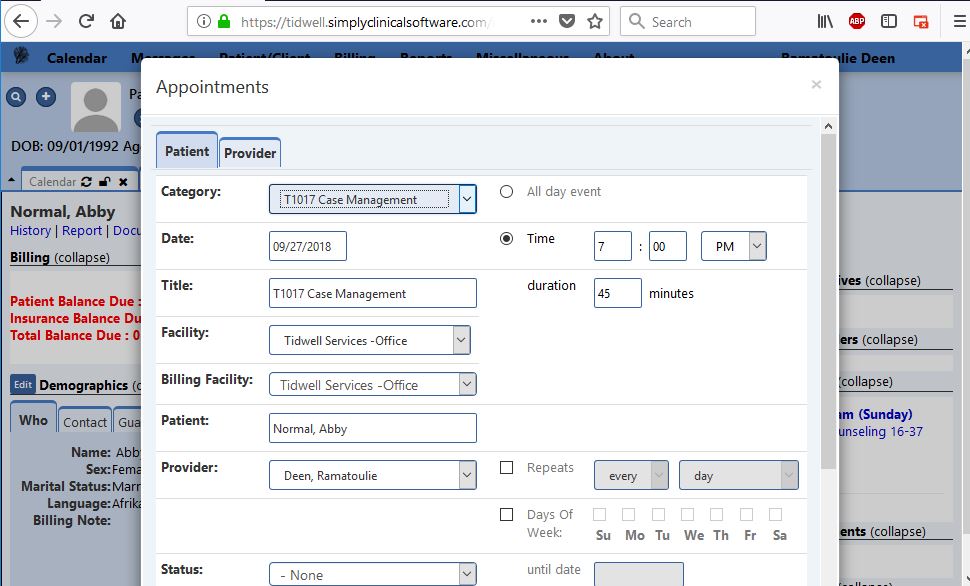 https://tidwell.simplyclinicalsoftware.com/
Search
ABP
Calendar Messages Patient/Client Billing Reports Miscellaneous About Ramatoulie Deen
Appointments ×
Pa
DOB: 09/01/1992 Ag
Calendar
Normal, Abby
History | Report | Docu
Billing (collapse)
Patient Balance Due :
Insurance Balance Du
Total Balance Due : 0
Edit Demographics (c
Who Contact Gua
Name: Abb
Sex: Fema
Marital Status: Marr
Language: Afrika
Billing Note:
Patient Provider
Category: T1017 Case Management All day event
Date: 09/27/2018 Time 7 : 00 PM
Title: T1017 Case Management duration 45 minutes
Facility: Tidwell Services -Office
Billing Facility: Tidwell Services -Office
Patient: Normal, Abby
Provider: Deen, Ramatoulie Repeats every day
Days Of
Week: Su Mo Tu We Th Fr Sa
Status: - None until date
ives (collapse)
ers (collapse)
(collapse)
am (Sunday)
unseling 16-37
ents (collapse)